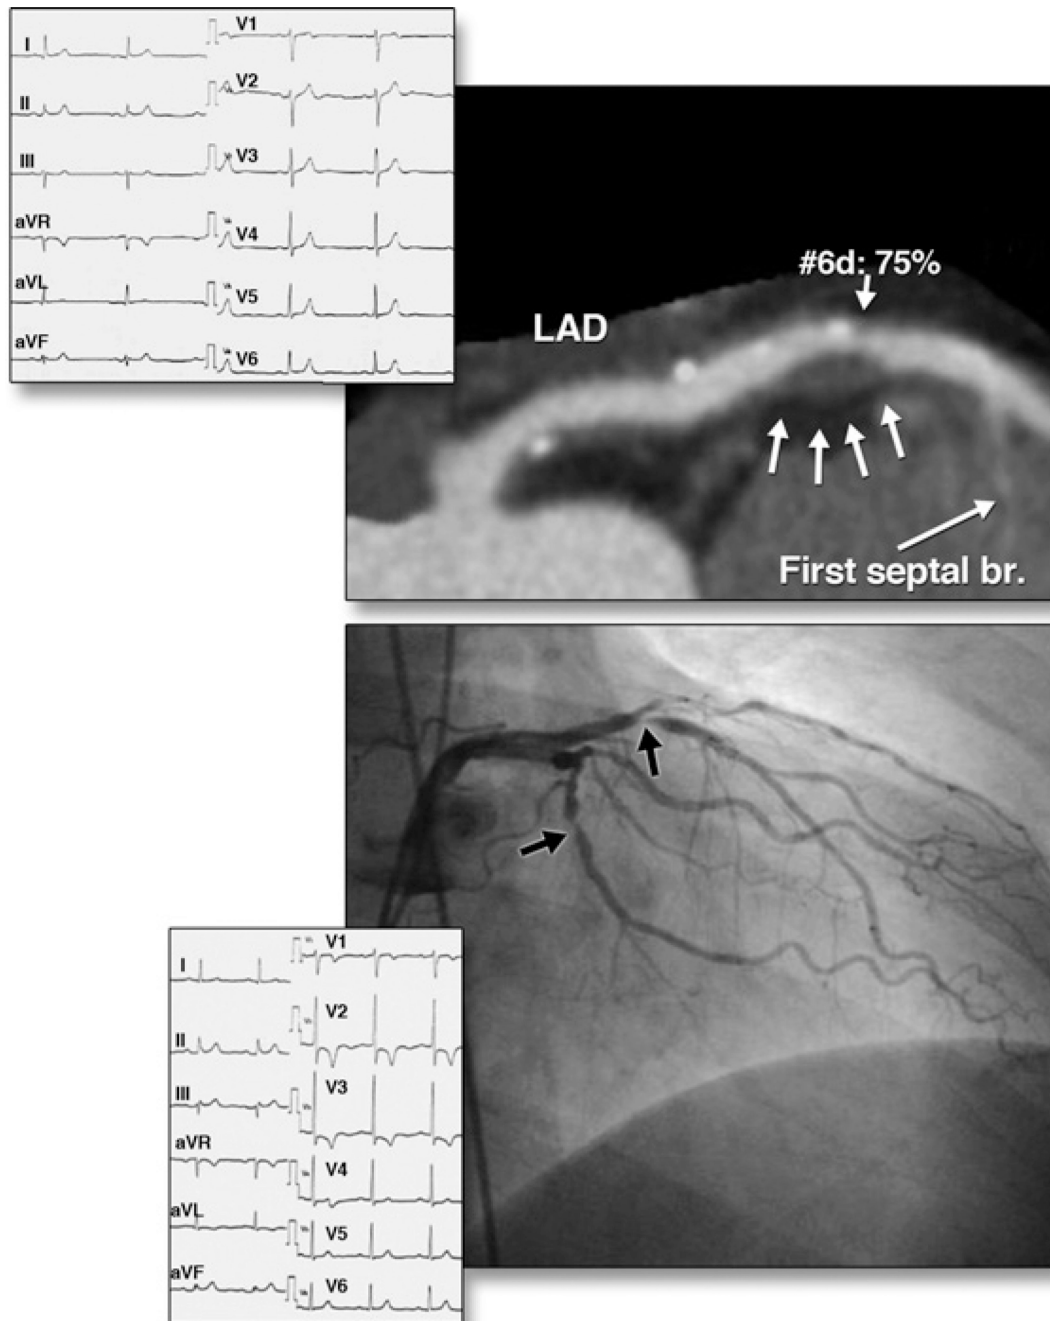 I
II
III
aVR
aVL
aVF
V1
V2
V3
V4
V5
V6
#6d: 75%
LAD
First septal br.
I
II
III
aVR
aVL
aVF
V1
V2
V3
V4
V5
V6